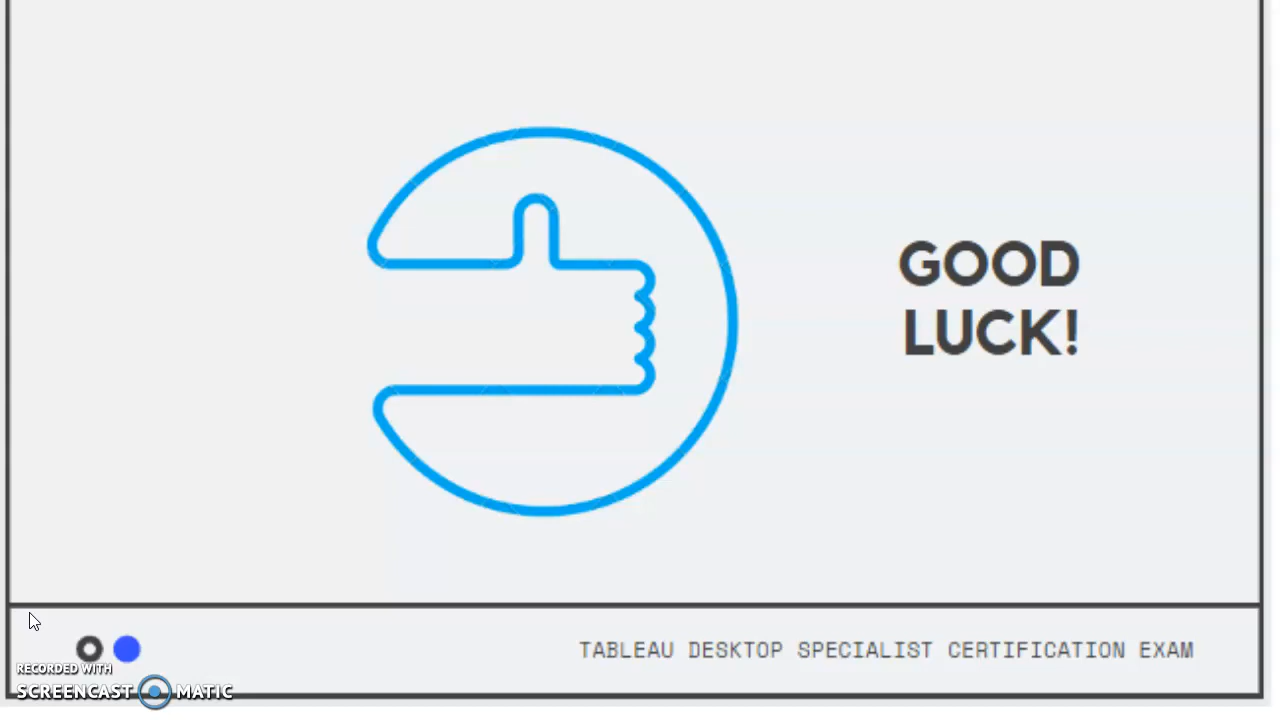 GOOD
LUCK!
TABLEAU DESKTOP SPECIALIST CERTIFICATION EXAM
RECORDED WITH
SCREENCAST MATIC